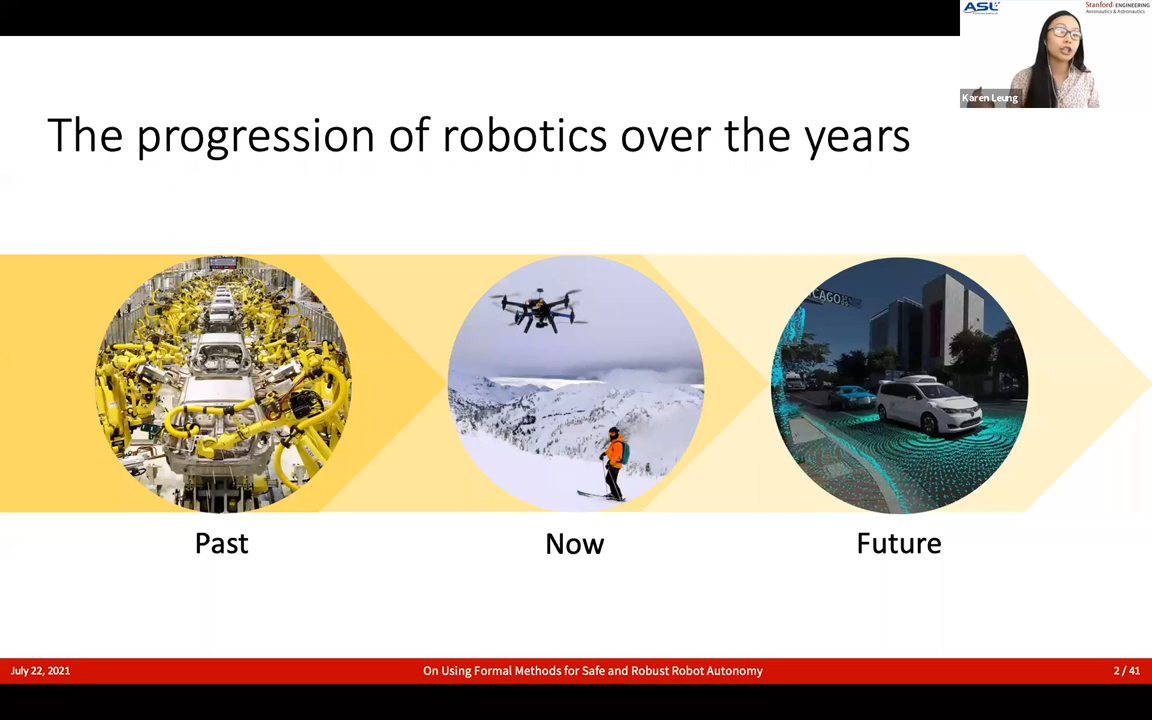 ASL
Stanford ENGINEERING
Aeronautics & Astronautics
Karen Leung
The progression of robotics over the years
CAGO
Past
Now
Future
July 22, 2021
On Using Formal Methods for Safe and Robust Robot Autonomy
2 / 41